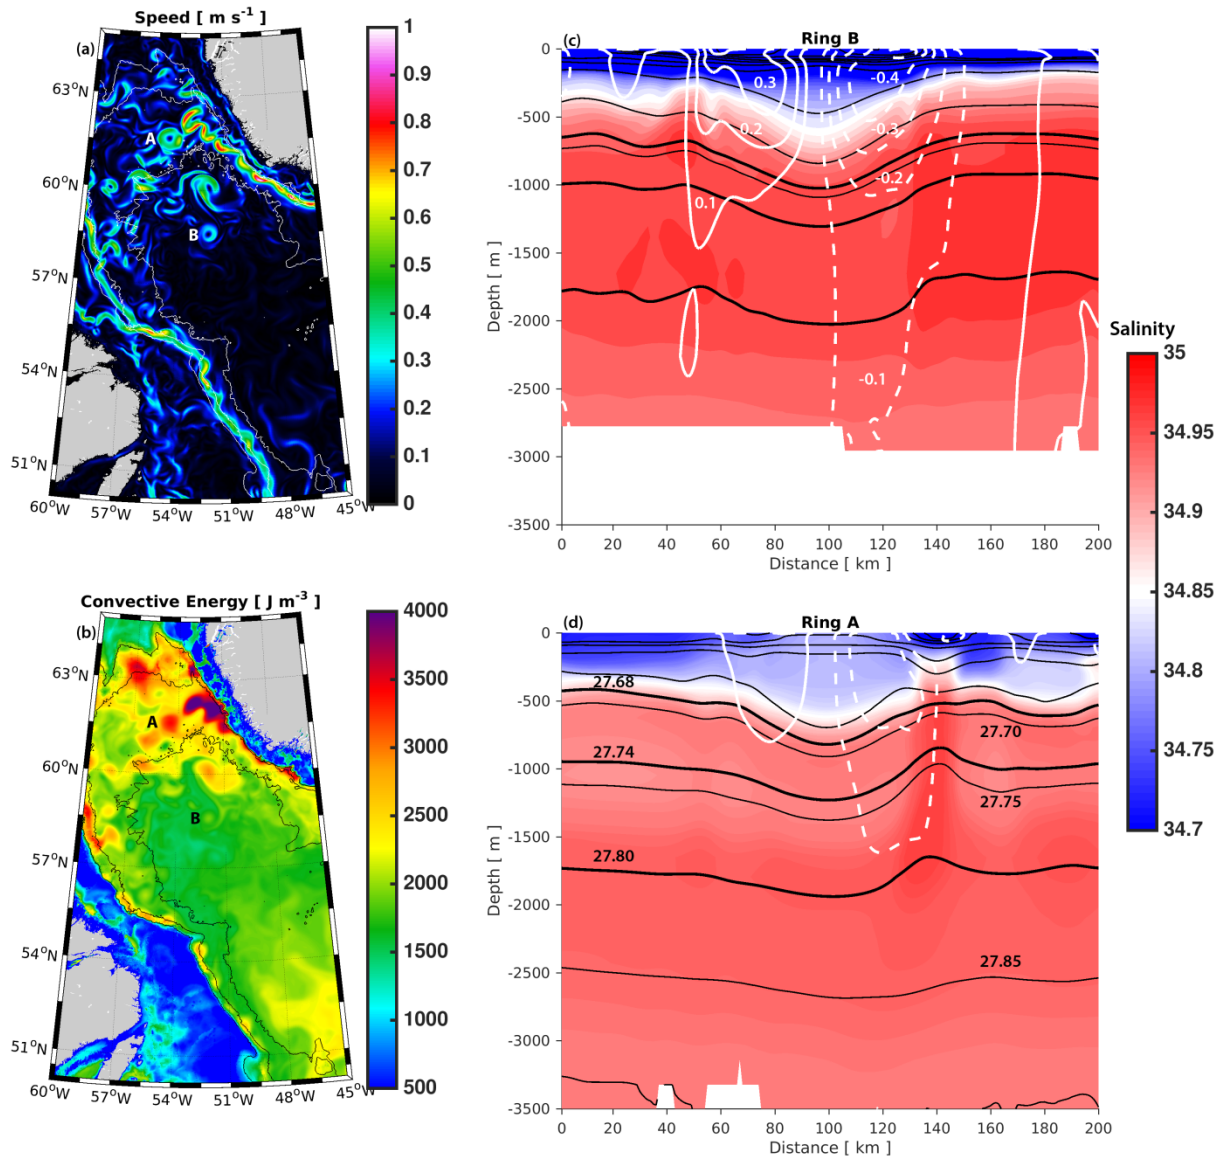 Speed [ m s⁻¹ ]
(a)
63°N
60°N
57°N
54°N
51°N
60°W
57°W
54°W
51°W
48°W
45°W
A
B
1
0.9
0.8
0.7
0.6
0.5
0.4
0.3
0.2
0.1
0
(c)
Ring B
0
-500
-1000
-1500
-2000
-2500
-3000
-3500
Depth [ m ]
0.3
0.2
0.1
-0.4
-0.3
-0.2
-0.1
0 20 40 60 80 100 120 140 160 180 200
Distance [ km ]
Salinity
35
34.95
34.9
34.85
34.8
34.75
34.7
Convective Energy [ J m⁻³ ]
(b)
63°N
60°N
57°N
54°N
51°N
60°W
57°W
54°W
51°W
48°W
45°W
A
B
4000
3500
3000
2500
2000
1500
1000
500
(d)
Ring A
0
-500
-1000
-1500
-2000
-2500
-3000
-3500
Depth [ m ]
27.68
27.70
27.74
27.75
27.80
27.85
0 20 40 60 80 100 120 140 160 180 200
Distance [ km ]